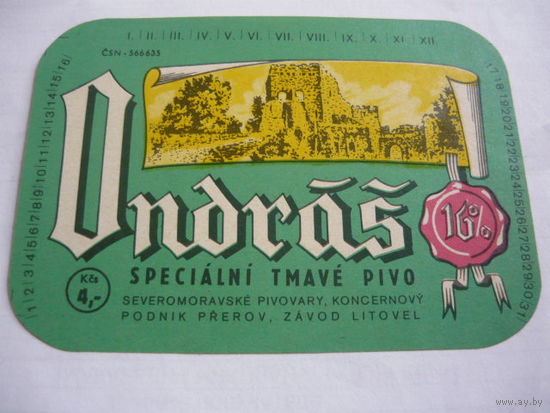 I. II. III. IV. V. VI. VII. VIII. IX. X. XI. XII.
ČSN - 566635
1 2 3 4 5 6 7 8 9 10 11 12 13 14 15 16
17 18 19 20 21 22 23 24 25 26 27 28 29 30 31
Ondráš
16%
SPECIÁLNÍ TMAVÉ PIVO
Kčs
4,-
SEVEROMORAVSKÉ PIVOVARY, KONCERNOVÝ
PODNIK PŘEROV, ZÁVOD LITOVEL
www.ay.by